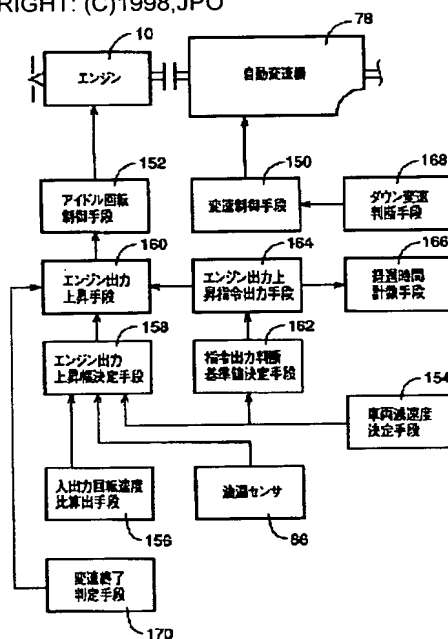 RIGHT: (C)1998,JPO
10
78
エンジン
自動変速機
152
150
168
アイドル回転
制御手段
変速制御手段
ダウン変速
判断手段
160
164
166
エンジン出力
上昇手段
エンジン出力上
昇指令出力手段
経過時間
計数手段
158
162
エンジン出力
上昇幅決定手段
指令出力判断
基準値決定手段
154
車両減速度
決定手段
入出力回転速度
比算出手段
油温センサ
156
86
変速終了
判定手段
170